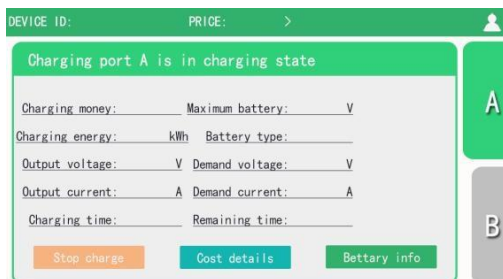 DEVICE ID: PRICE: >
Charging port A is in charging state
A
Charging money: Maximum battery: V
Charging energy: kWh Battery type:
Output voltage: V Demand voltage: V
Output current: A Demand current: A
Charging time: Remaining time:
B
Stop charge Cost details Bettary info